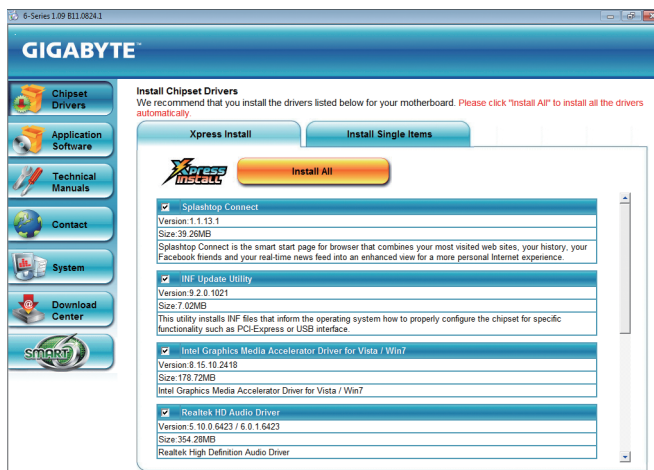 6-Series 1.09 B11.0824.1
GIGABYTE™
Chipset
Drivers
Application
Software
Technical
Manuals
Contact
System
Download
Center
SMART
Install Chipset Drivers
We recommend that you install the drivers listed below for your motherboard. Please click "Install All" to install all the drivers
automatically.
Xpress Install
Install Single Items
Xpress
INSTALL
Install All
Splashtop Connect
Version:1.1.13.1
Size:39.26MB
Splashtop Connect is the smart start page for browser that combines your most visited web sites, your history, your
Facebook friends and your real-time news feed into an enhanced view for a more personal Internet experience.
INF Update Utility
Version:9.2.0.1021
Size:7.02MB
This utility installs INF files that inform the operating system how to properly configure the chipset for specific
functionality such as PCI-Express or USB interface.
Intel Graphics Media Accelerator Driver for Vista / Win7
Version:8.15.10.2418
Size:178.72MB
Intel Graphics Media Accelerator Driver for Vista / Win7
Realtek HD Audio Driver
Version:5.10.0.6423 / 6.0.1.6423
Size:354.28MB
Realtek High Definition Audio Driver